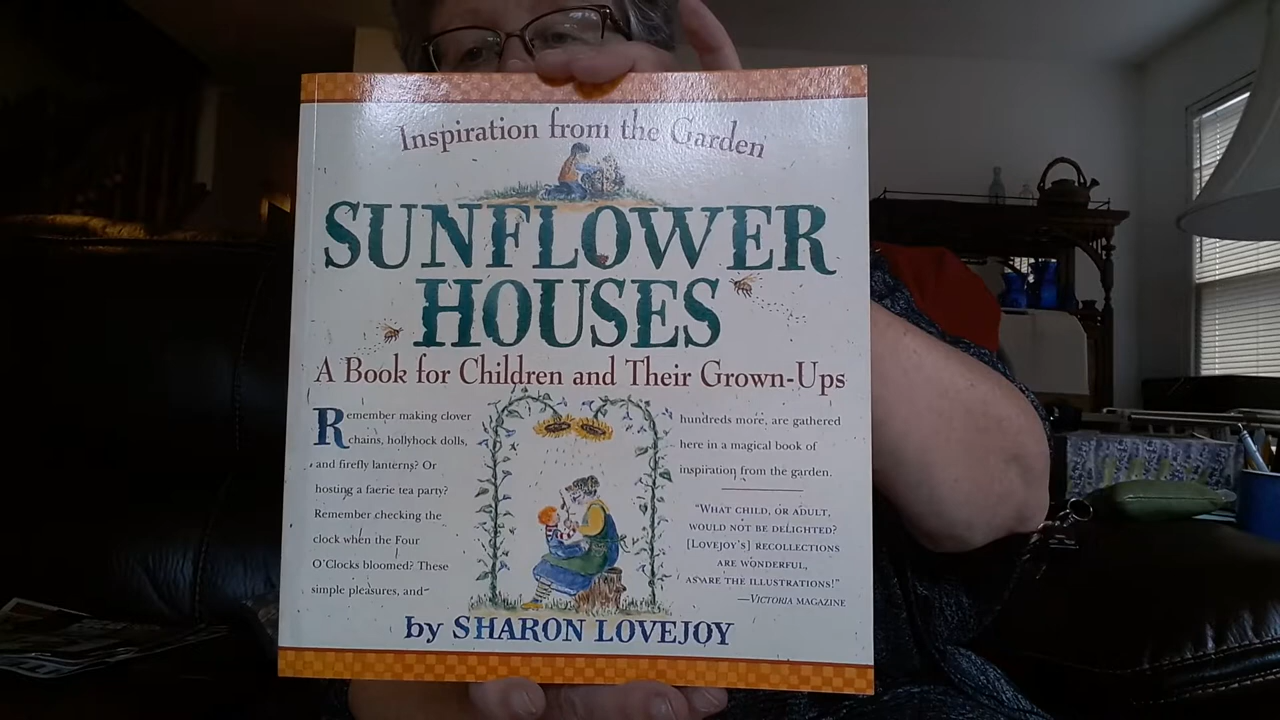 Inspiration from the Garden
SUNFLOWER
HOUSES
A Book for Children and Their Grown-Ups
Remember making clover
chains, hollyhock dolls,
and firefly lanterns? Or
hosting a faerie tea party?
Remember checking the
clock when the Four
O'Clocks bloomed? These
simple pleasures, and
hundreds more, are gathered
here in a magical book of
inspiration from the garden.
"WHAT CHILD, OR ADULT,
WOULD NOT BE DELIGHTED?
[LOVEJOY'S] RECOLLECTIONS
ARE WONDERFUL,
AS ARE THE ILLUSTRATIONS!"
—VICTORIA MAGAZINE
by SHARON LOVEJOY